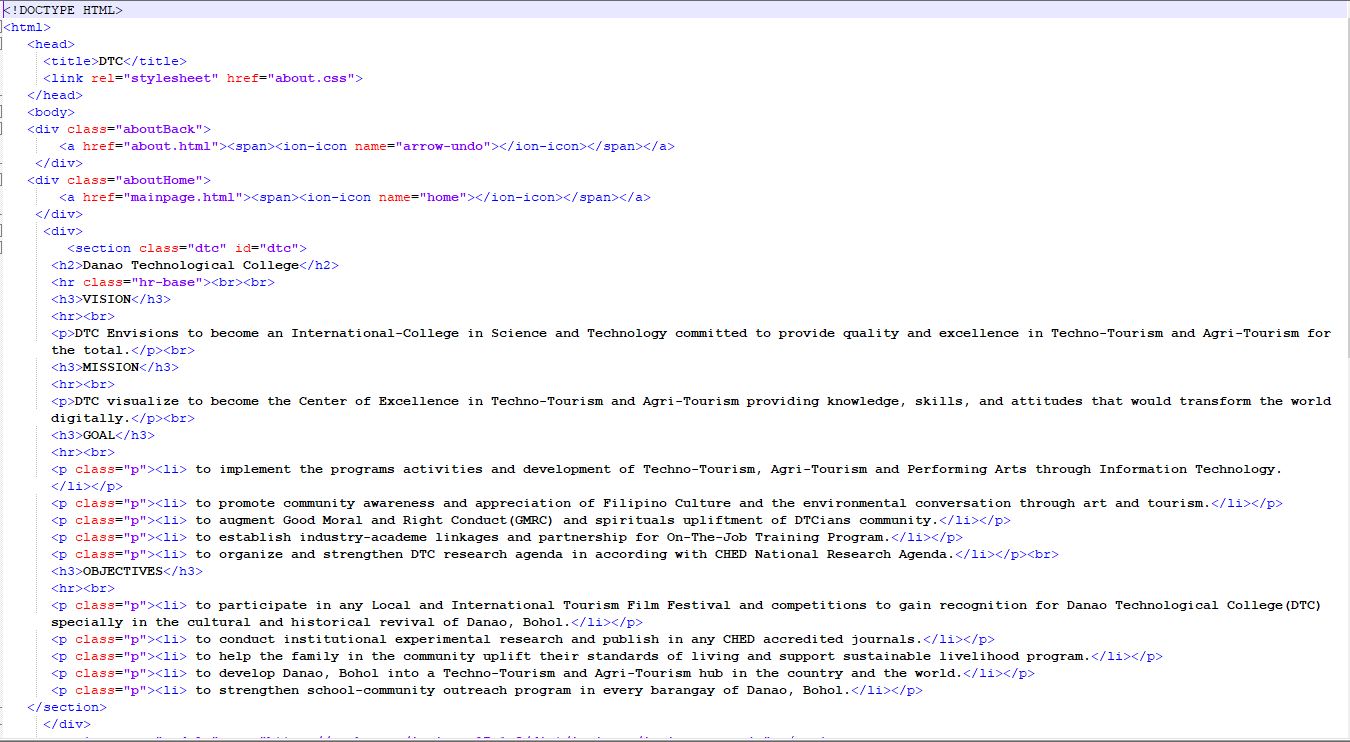 <!DOCTYPE HTML>
<html>
<head>
<title>DTC</title>
<link rel="stylesheet" href="about.css">
</head>
<body>
<div class="aboutBack">
<a href="about.html"><span><ion-icon name="arrow-undo"></ion-icon></span></a>
</div>
<div class="aboutHome">
<a href="mainpage.html"><span><ion-icon name="home"></ion-icon></span></a>
</div>
<div>
<section class="dtc" id="dtc">
<h2>Danao Technological College</h2>
<hr class="hr-base"><br><br>
<h3>VISION</h3>
<hr><br>
<p>DTC Envisions to become an International-College in Science and Technology committed to provide quality and excellence in Techno-Tourism and Agri-Tourism for
the total.</p><br>
<h3>MISSION</h3>
<hr><br>
<p>DTC visualize to become the Center of Excellence in Techno-Tourism and Agri-Tourism providing knowledge, skills, and attitudes that would transform the world
digitally.</p><br>
<h3>GOAL</h3>
<hr><br>
<p class="p"><li> to implement the programs activities and development of Techno-Tourism, Agri-Tourism and Performing Arts through Information Technology.
</li></p>
<p class="p"><li> to promote community awareness and appreciation of Filipino Culture and the environmental conversation through art and tourism.</li></p>
<p class="p"><li> to augment Good Moral and Right Conduct(GMRC) and spirituals upliftment of DTCians community.</li></p>
<p class="p"><li> to establish industry-academe linkages and partnership for On-The-Job Training Program.</li></p>
<p class="p"><li> to organize and strengthen DTC research agenda in according with CHED National Research Agenda.</li></p><br>
<h3>OBJECTIVES</h3>
<hr><br>
<p class="p"><li> to participate in any Local and International Tourism Film Festival and competitions to gain recognition for Danao Technological College(DTC)
specially in the cultural and historical revival of Danao, Bohol.</li></p>
<p class="p"><li> to conduct institutional experimental research and publish in any CHED accredited journals.</li></p>
<p class="p"><li> to help the family in the community uplift their standards of living and support sustainable livelihood program.</li></p>
<p class="p"><li> to develop Danao, Bohol into a Techno-Tourism and Agri-Tourism hub in the country and the world.</li></p>
<p class="p"><li> to strengthen school-community outreach program in every barangay of Danao, Bohol.</li></p>
</section>
</div>